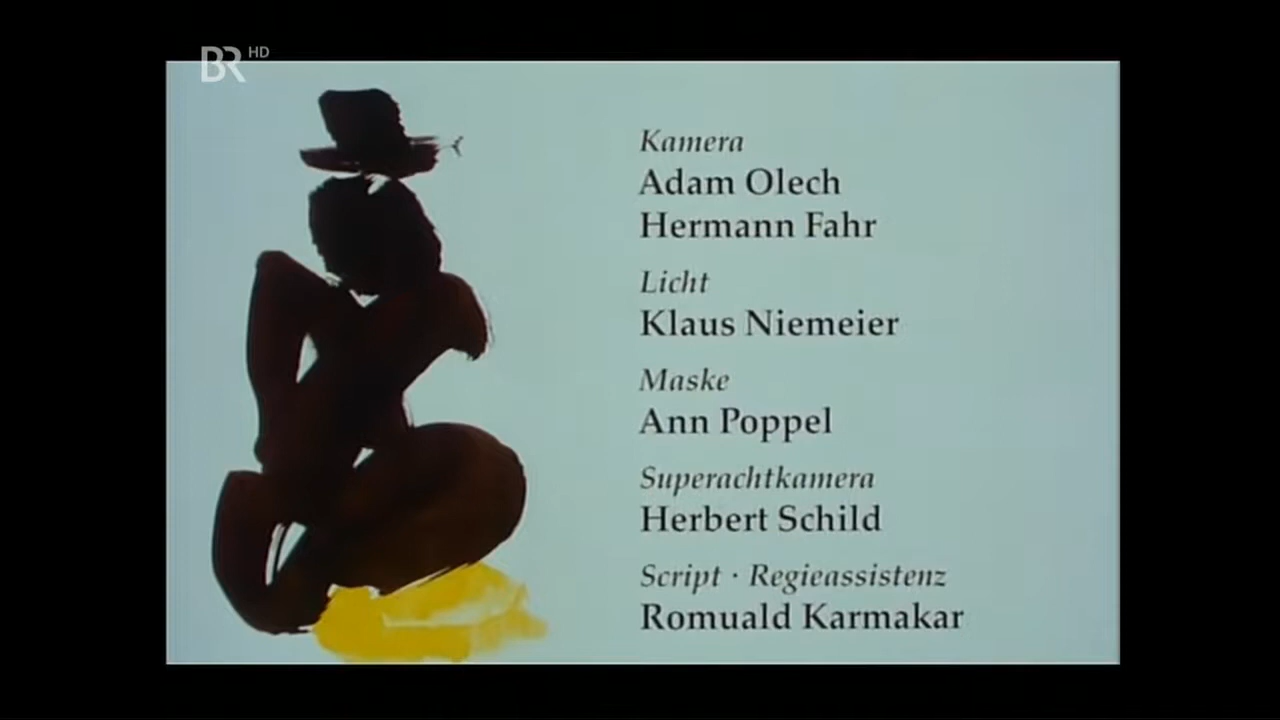 BR HD
Kamera
Adam Olech
Hermann Fahr
Licht
Klaus Niemeier
Maske
Ann Poppel
Superachtkamera
Herbert Schild
Script · Regieassistenz
Romuald Karmakar